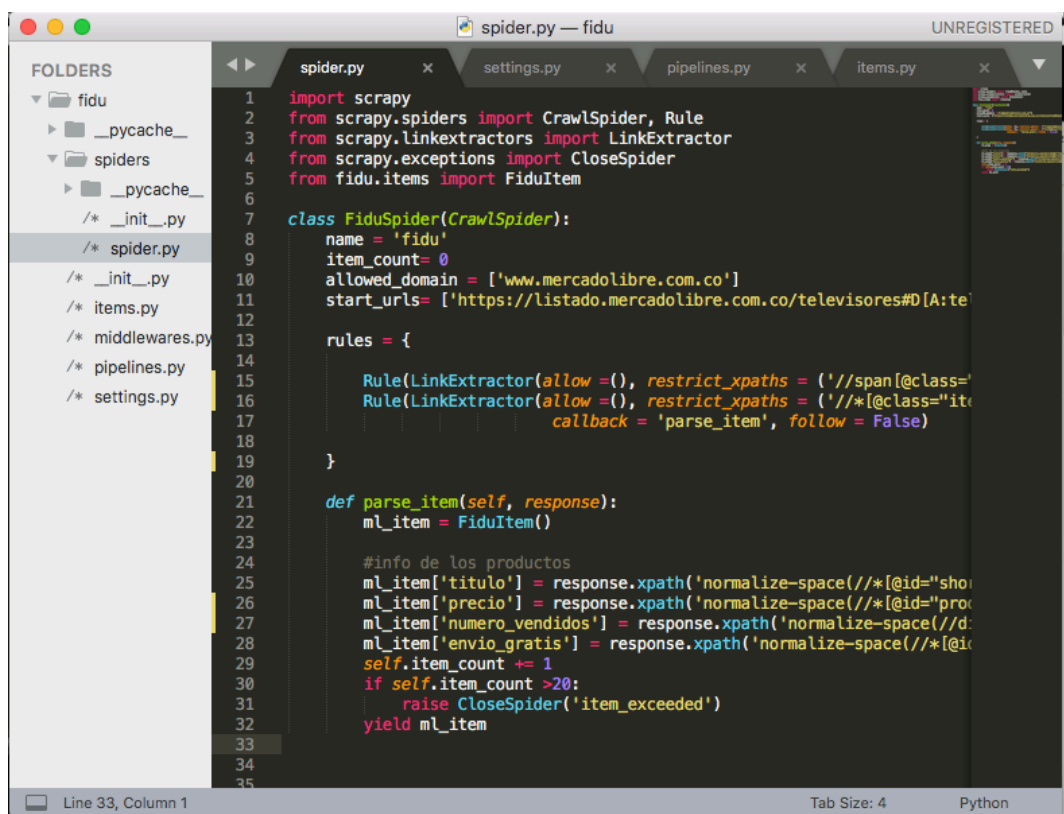 spider.py — fidu
UNREGISTERED
FOLDERS
fidu
__pycache__
spiders
__pycache__
/* __init__.py
/* spider.py
/* __init__.py
/* items.py
/* middlewares.py
/* pipelines.py
/* settings.py
spider.py × settings.py × pipelines.py × items.py ×
1 import scrapy
2 from scrapy.spiders import CrawlSpider, Rule
3 from scrapy.linkextractors import LinkExtractor
4 from scrapy.exceptions import CloseSpider
5 from fidu.items import FiduItem
6
7 class FiduSpider(CrawlSpider):
8 name = 'fidu'
9 item_count= 0
10 allowed_domain = ['www.mercadolibre.com.co']
11 start_urls= ['https://listado.mercadolibre.com.co/televisores#D[A:tel
12
13 rules = {
14
15 Rule(LinkExtractor(allow =(), restrict_xpaths = ('//span[@class="
16 Rule(LinkExtractor(allow =(), restrict_xpaths = ('//*[@class="ite
17 callback = 'parse_item', follow = False)
18
19 }
20
21 def parse_item(self, response):
22 ml_item = FiduItem()
23
24 #info de los productos
25 ml_item['titulo'] = response.xpath('normalize-space(//*[@id="shor
26 ml_item['precio'] = response.xpath('normalize-space(//*[@id="prod
27 ml_item['numero_vendidos'] = response.xpath('normalize-space(//di
28 ml_item['envio_gratis'] = response.xpath('normalize-space(//*[@id
29 self.item_count += 1
30 if self.item_count >20:
31 raise CloseSpider('item_exceeded')
32 yield ml_item
33
34
35
Line 33, Column 1
Tab Size: 4
Python